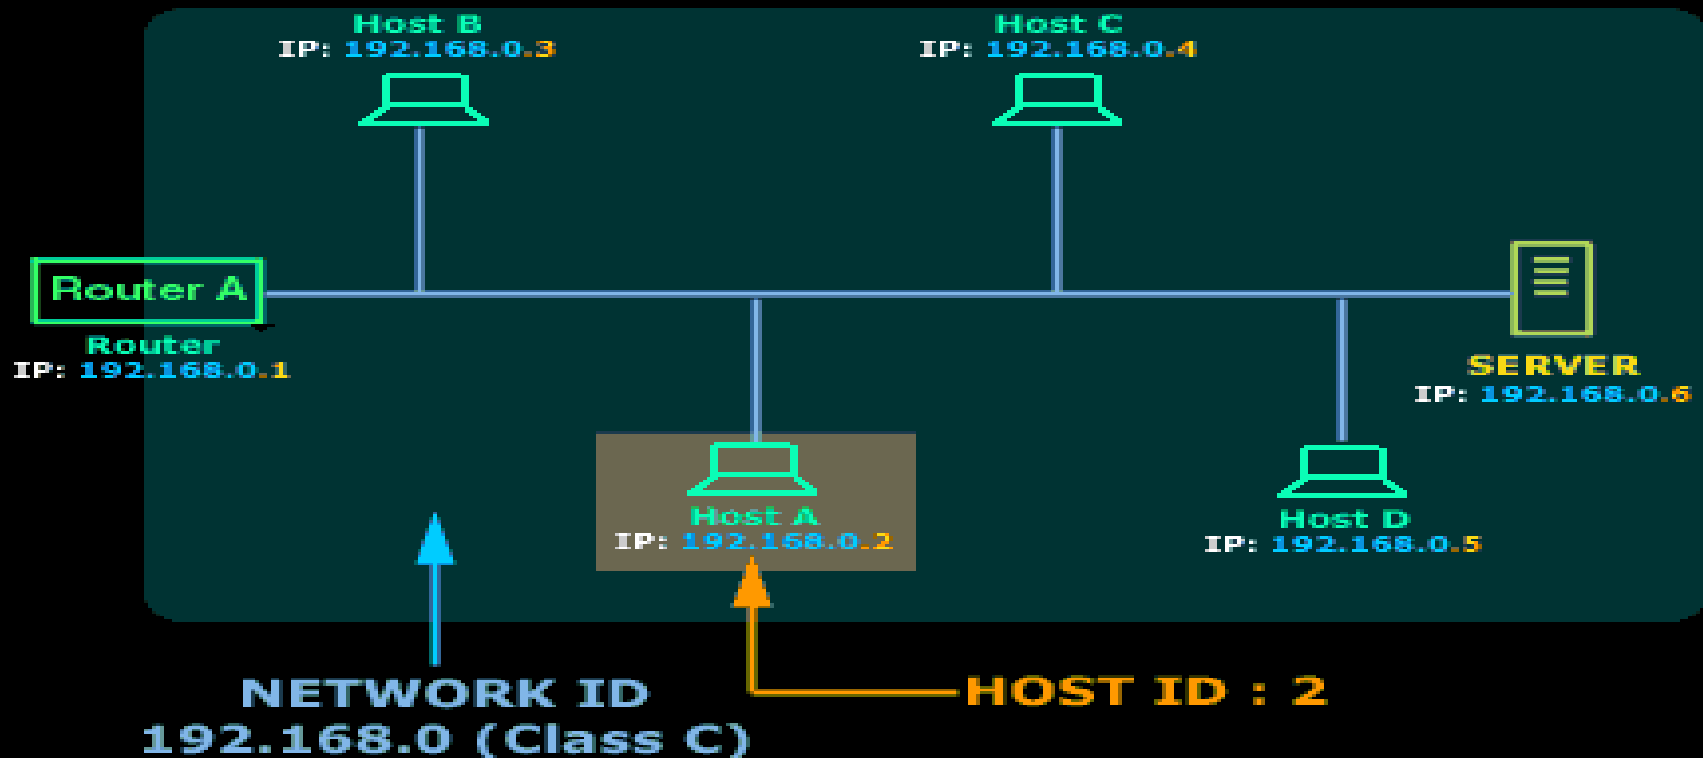 Host B
IP: 192.168.0.3
Host C
IP: 192.168.0.4
Router A
Router
IP: 192.168.0.1
SERVER
IP: 192.168.0.6
Host A
IP: 192.168.0.2
Host D
IP: 192.168.0.5
NETWORK ID
192.168.0 (Class C)
HOST ID : 2